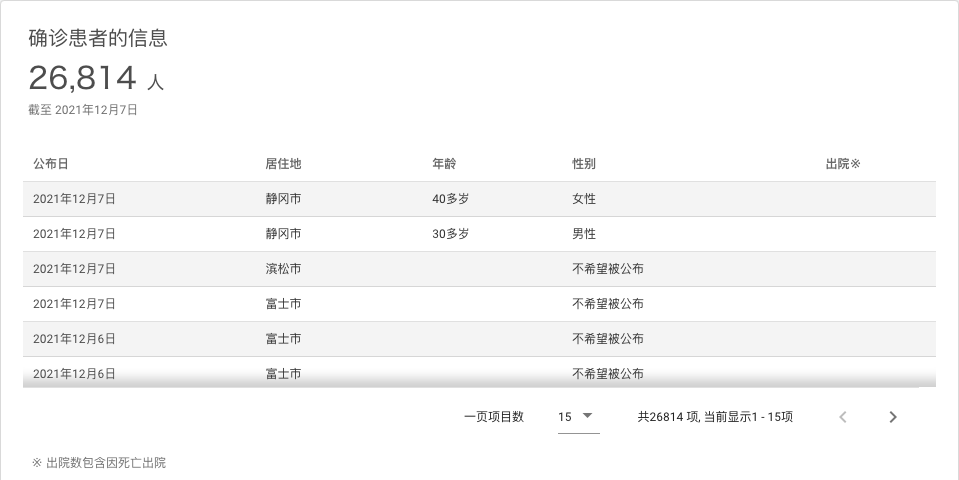 确诊患者的信息
26,814 人
截至 2021年12月7日
公布日 居住地 年龄 性别 出院※
2021年12月7日 静冈市 40多岁 女性
2021年12月7日 静冈市 30多岁 男性
2021年12月7日 滨松市 不希望被公布
2021年12月7日 富士市 不希望被公布
2021年12月6日 富士市 不希望被公布
2021年12月6日 富士市 不希望被公布
一页项目数 15 共26814 项, 当前显示1 - 15项
※ 出院数包含因死亡出院